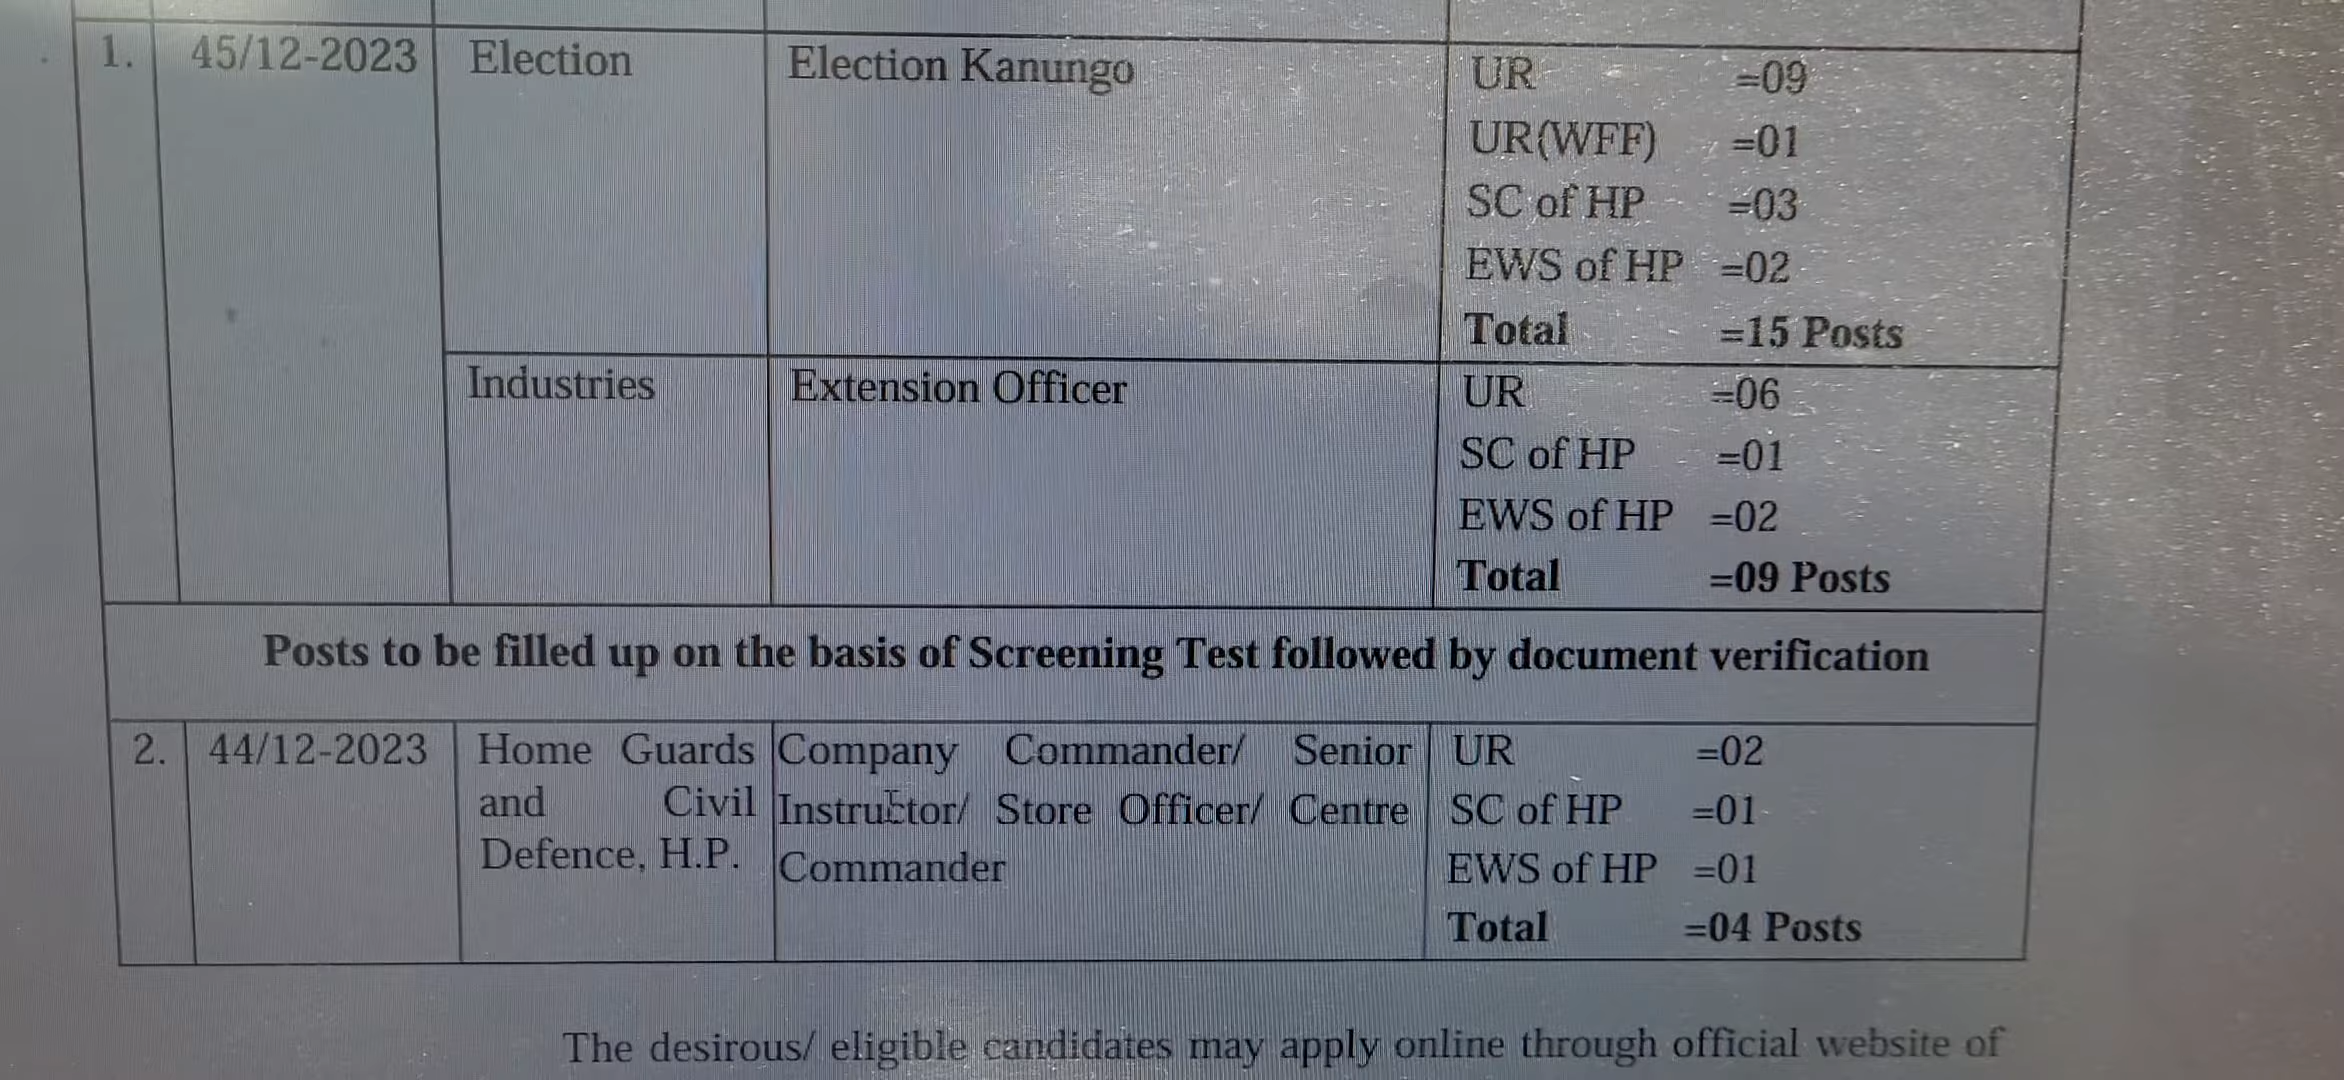 1. 45/12-2023 Election Election Kanungo UR =09
UR(WFF) =01
SC of HP =03
EWS of HP =02
Total =15 Posts
Industries Extension Officer UR =06
SC of HP =01
EWS of HP =02
Total =09 Posts
Posts to be filled up on the basis of Screening Test followed by document verification
2. 44/12-2023 Home Guards Company Commander/ Senior UR =02
and Civil Instructor/ Store Officer/ Centre SC of HP =01
Defence, H.P. Commander EWS of HP =01
Total =04 Posts
The desirous/ eligible candidates may apply online through official website of